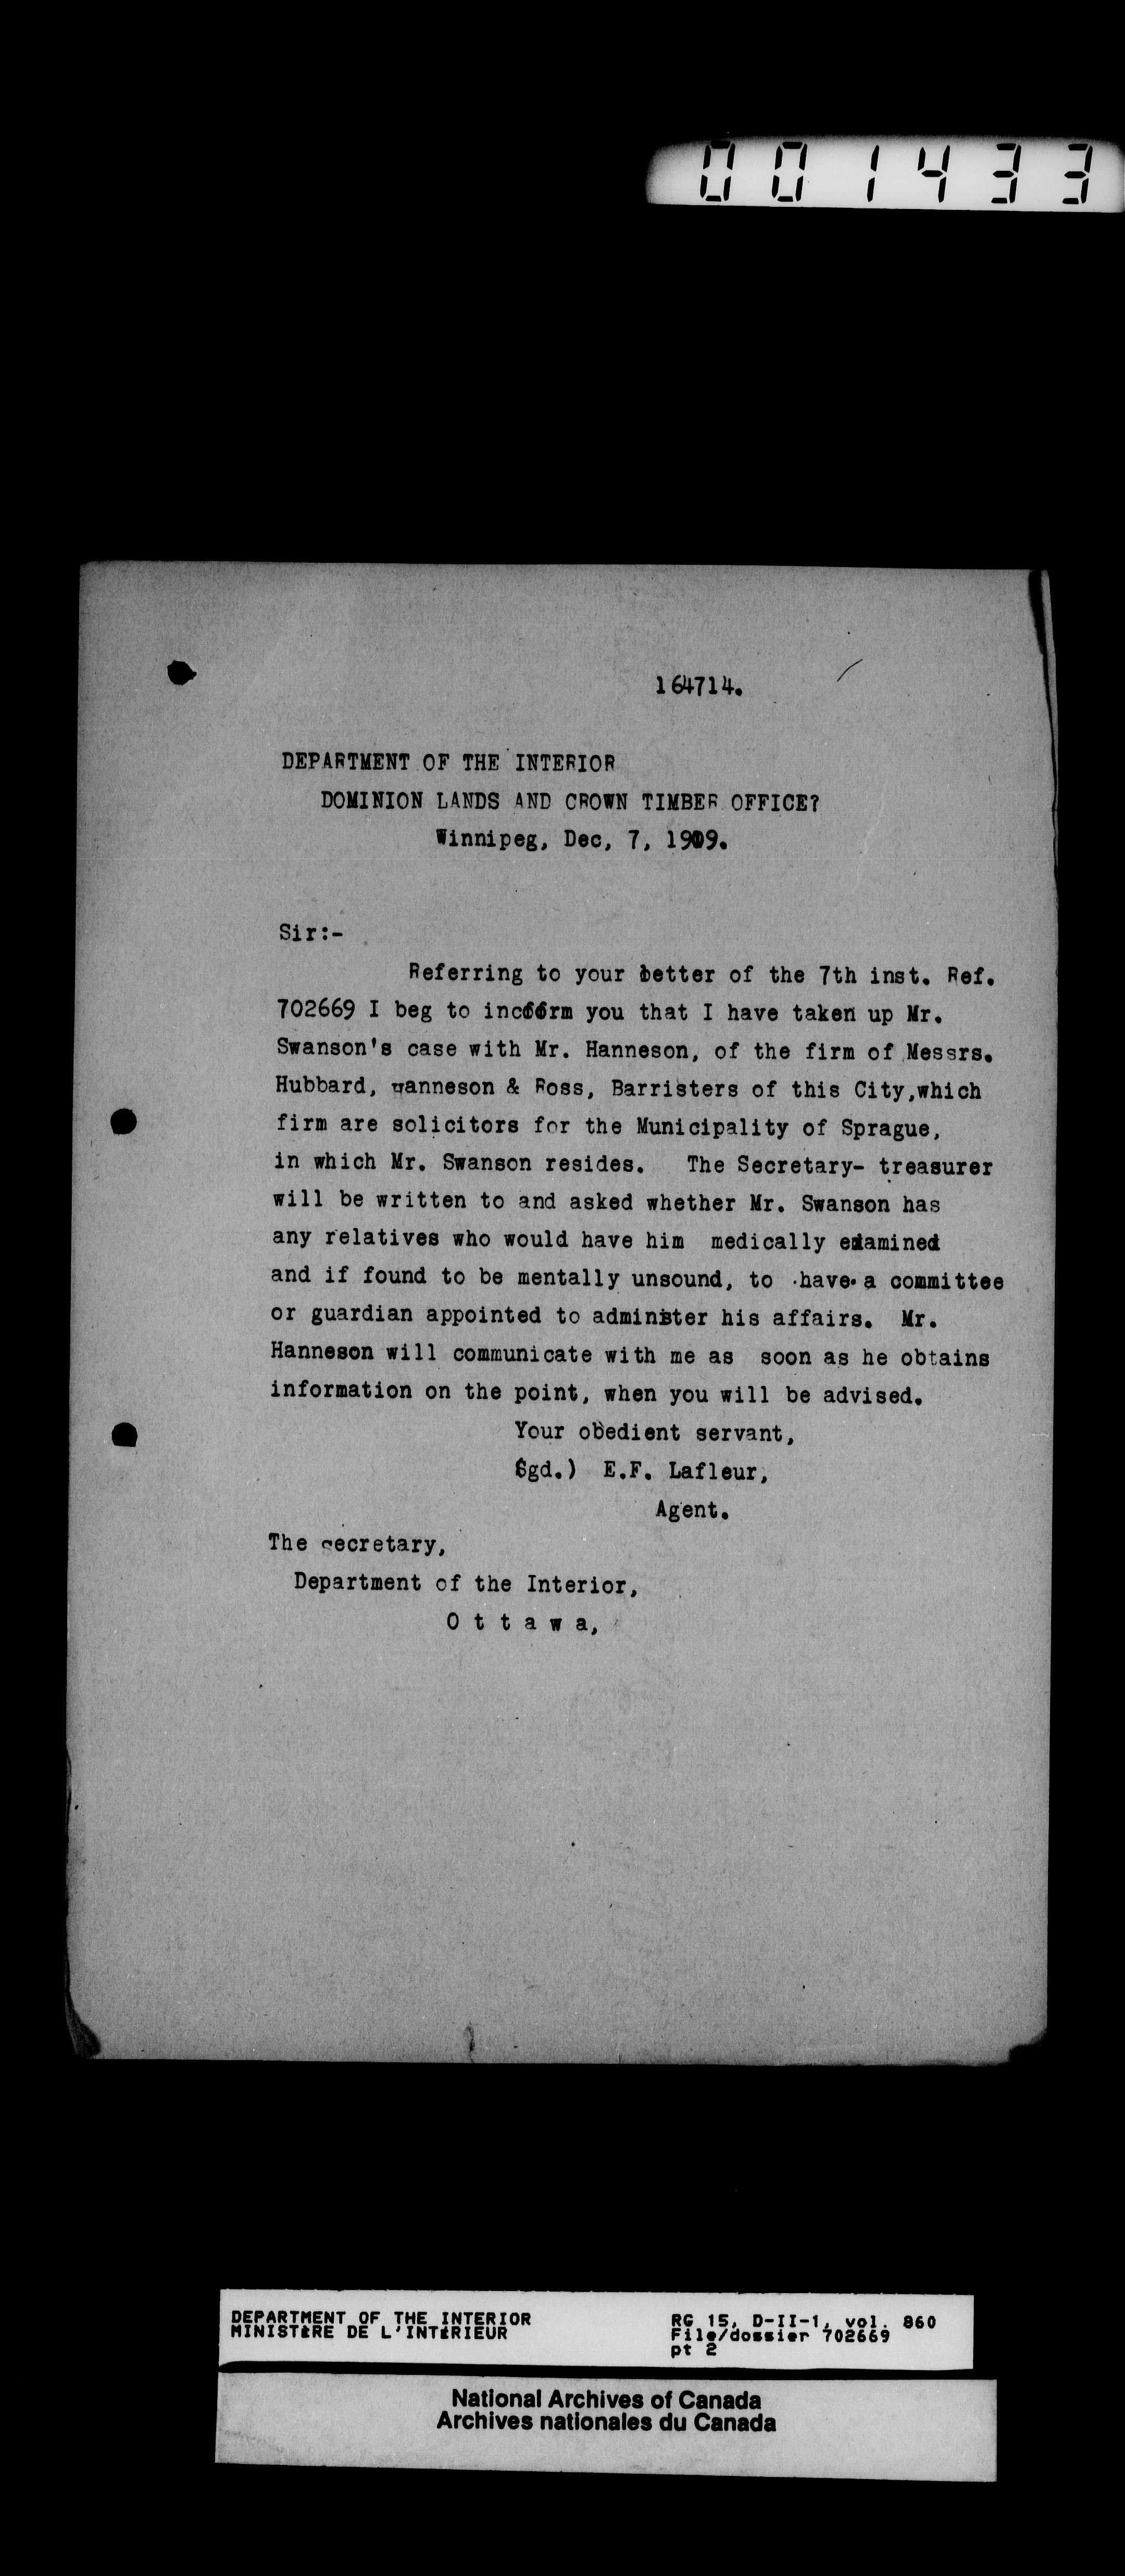 001433
164714.
DEPARTMENT OF THE INTERIOR
DOMINION LANDS AND CROWN TIMBER OFFICE?
Winnipeg, Dec, 7, 1909.
Sir:-
Referring to your letter of the 7th inst. Ref.
702669 I beg to incform you that I have taken up Mr.
Swanson's case with Mr. Hanneson, of the firm of Messrs.
Hubbard, Hanneson & Ross, Barristers of this City,which
firm are solicitors for the Municipality of Sprague,
in which Mr. Swanson resides. The Secretary- treasurer
will be written to and asked whether Mr. Swanson has
any relatives who would have him medically examined
and if found to be mentally unsound, to have a committee
or guardian appointed to administer his affairs. Mr.
Hanneson will communicate with me as soon as he obtains
information on the point, when you will be advised.
Your obedient servant,
Sgd.) E.F. Lafleur,
Agent.
The secretary,
Department of the Interior,
O t t a w a,
DEPARTMENT OF THE INTERIOR
MINISTÈRE DE L'INTÉRIEUR
RG 15, D-II-1, vol. 860
File/dossier 702669
pt 2
National Archives of Canada
Archives nationales du Canada